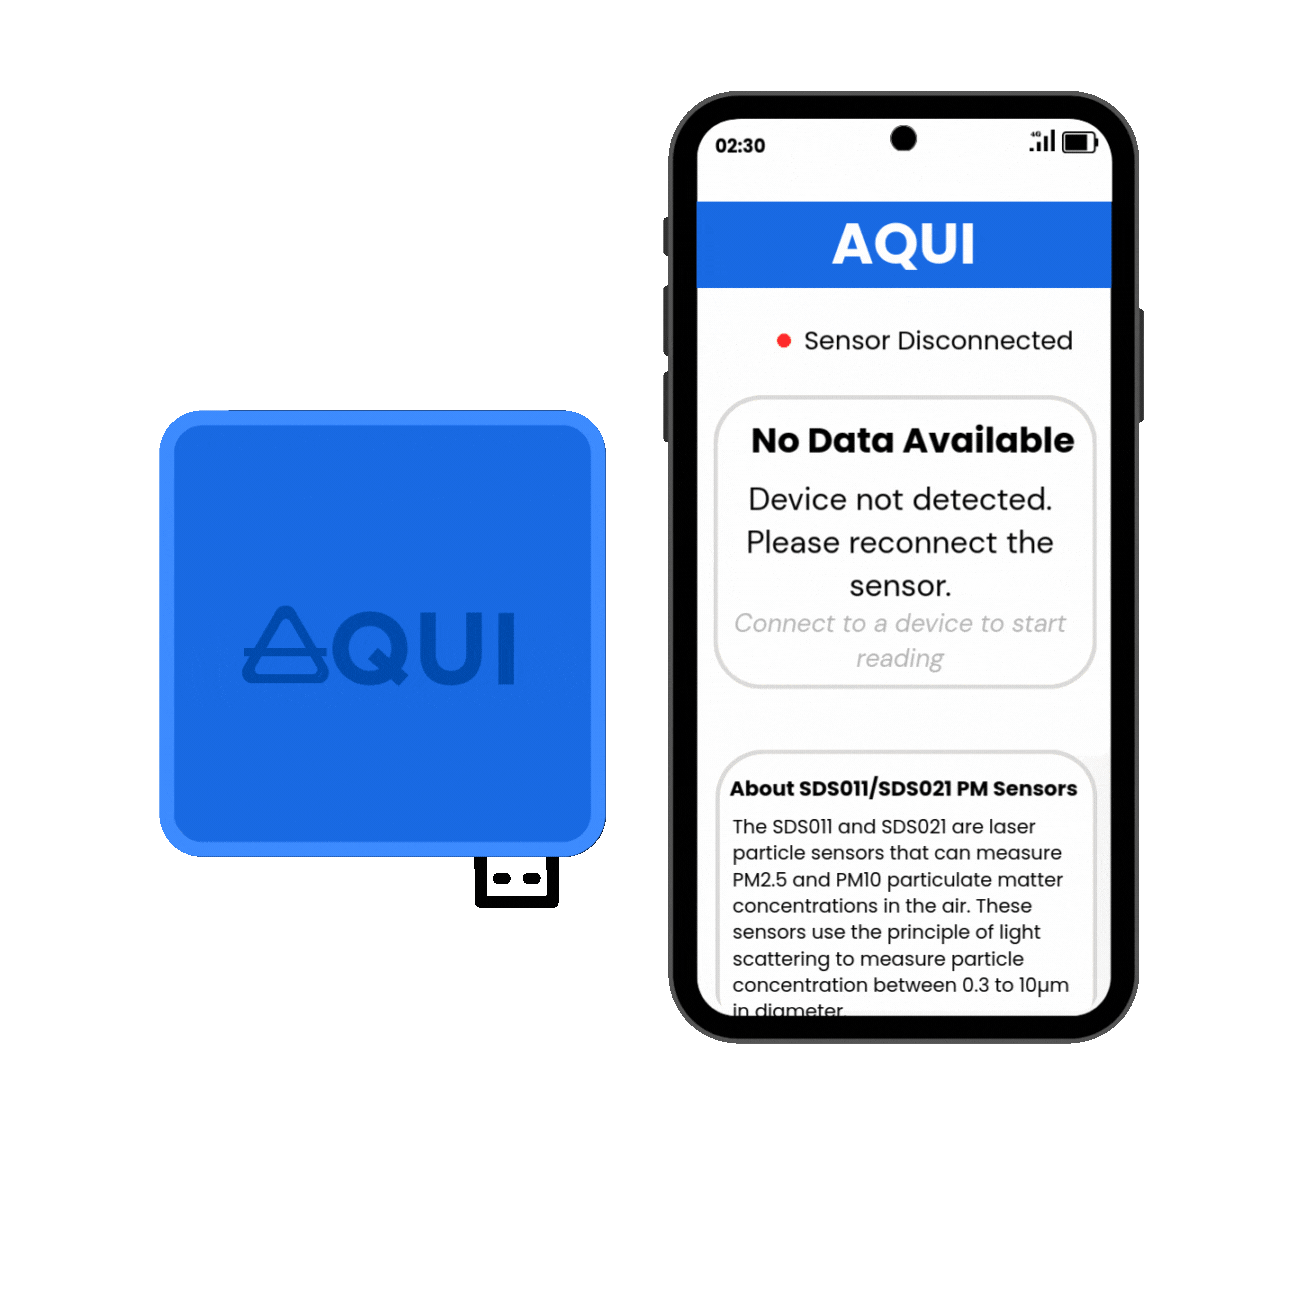 AQUI
02:30
4G
AQUI
Sensor Disconnected
No Data Available
Device not detected.
Please reconnect the
sensor.
Connect to a device to start
reading
About SDS011/SDS021 PM Sensors
The SDS011 and SDS021 are laser
particle sensors that can measure
PM2.5 and PM10 particulate matter
concentrations in the air. These
sensors use the principle of light
scattering to measure particle
concentration between 0.3 to 10μm
in diameter.